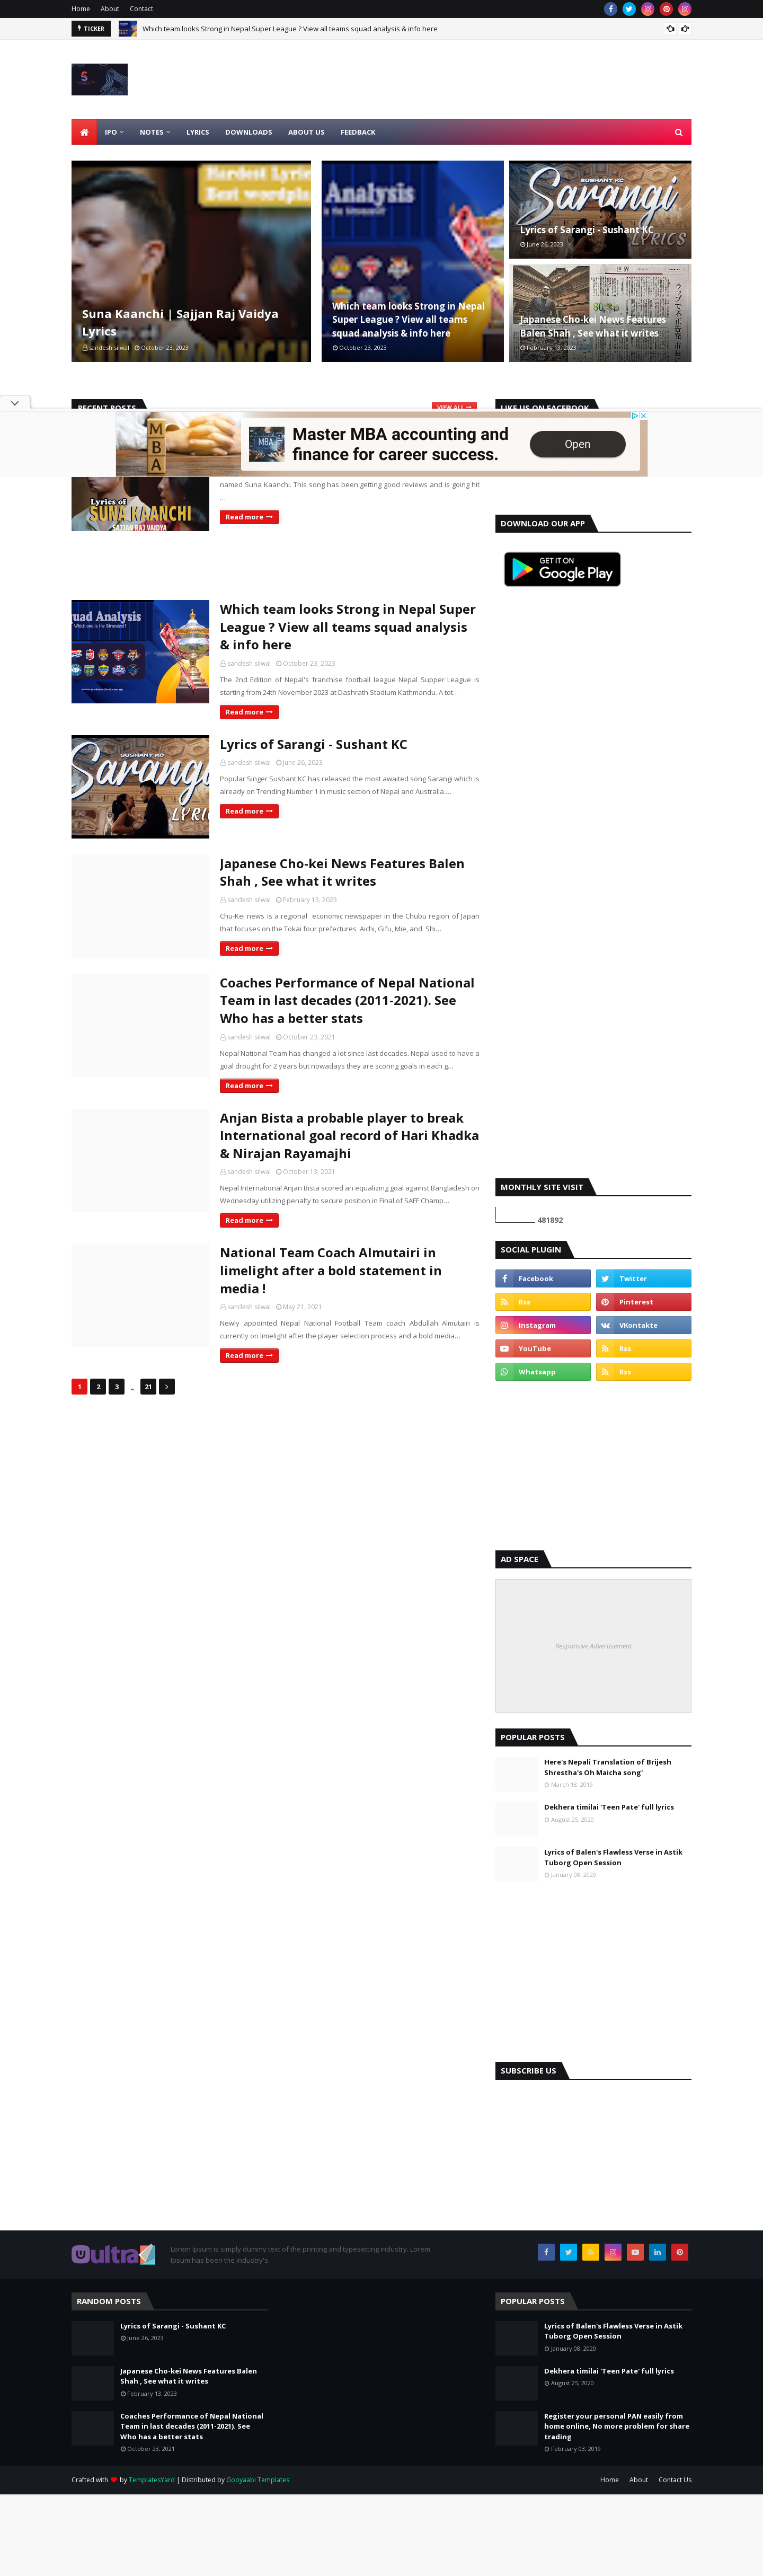 Home About Contact
TICKER
Which team looks Strong in Nepal Super League ? View all teams squad analysis & info here
IPO NOTES LYRICS DOWNLOADS ABOUT US FEEDBACK
Hardest Lyric
Best wordpla
Suna Kaanchi | Sajjan Raj Vaidya
Lyrics
sandesh silwal October 23, 2023
Analysis
Which team looks Strong in Nepal
Super League ? View all teams
squad analysis & info here
October 23, 2023
SUSHANT KC
Sarangi
LYRICS
Lyrics of Sarangi - Sushant KC
June 26, 2023
Japanese Cho-kei News Features
Balen Shah , See what it writes
February 13, 2023
RECENT POSTS
VIEW ALL
LIKE US ON FACEBOOK
MBA
Master MBA accounting and
finance for career success.
Open
Lyrics of
SUNA KAANCHI
SAJJAN RAJ VAIDYA
named Suna Kaanchi. This song has been getting good reviews and is going hit
…
Read more
DOWNLOAD OUR APP
GET IT ON
Google Play
quad Analysis
Which team looks Strong in Nepal Super
League ? View all teams squad analysis
& info here
sandesh silwal October 23, 2023
The 2nd Edition of Nepal's franchise football league Nepal Supper League is
starting from 24th November 2023 at Dashrath Stadium Kathmandu. A tot…
Read more
SUSHANT KC
Sarangi
LYRIC
Lyrics of Sarangi - Sushant KC
sandesh silwal June 26, 2023
Popular Singer Sushant KC has released the most awaited song Sarangi which is
already on Trending Number 1 in music section of Nepal and Australia.…
Read more
Japanese Cho-kei News Features Balen
Shah , See what it writes
sandesh silwal February 13, 2023
Chu-Kei news is a regional economic newspaper in the Chubu region of Japan
that focuses on the Tokai four prefectures Aichi, Gifu, Mie, and Shi…
Read more
Coaches Performance of Nepal National
Team in last decades (2011-2021). See
Who has a better stats
sandesh silwal October 23, 2021
Nepal National Team has changed a lot since last decades. Nepal used to have a
goal drought for 2 years but nowadays they are scoring goals in each g…
Read more
Anjan Bista a probable player to break
International goal record of Hari Khadka
& Nirajan Rayamajhi
sandesh silwal October 13, 2021
Nepal International Anjan Bista scored an equalizing goal against Bangladesh on
Wednesday utilizing penalty to secure position in Final of SAFF Champ…
Read more
National Team Coach Almutairi in
limelight after a bold statement in
media !
sandesh silwal May 21, 2021
Newly appointed Nepal National Football Team coach Abdullah Almutairi is
currently on limelight after the player selection process and a bold media…
Read more
1 2 3 ... 21
MONTHLY SITE VISIT
481892
SOCIAL PLUGIN
Facebook Twitter
Rss Pinterest
Instagram VKontakte
YouTube Rss
Whatsapp Rss
AD SPACE
Responsive Advertisement
POPULAR POSTS
Here's Nepali Translation of Brijesh
Shrestha's Oh Maicha song'
March 18, 2019
Dekhera timilai 'Teen Pate' full lyrics
August 25, 2020
Lyrics of Balen's Flawless Verse in Astik
Tuborg Open Session
January 08, 2020
SUBSCRIBE US
ultra
Lorem Ipsum is simply dummy text of the printing and typesetting industry. Lorem
Ipsum has been the industry's.
RANDOM POSTS
Lyrics of Sarangi - Sushant KC
June 26, 2023
Japanese Cho-kei News Features Balen
Shah , See what it writes
February 13, 2023
Coaches Performance of Nepal National
Team in last decades (2011-2021). See
Who has a better stats
October 23, 2021
POPULAR POSTS
Lyrics of Balen's Flawless Verse in Astik
Tuborg Open Session
January 08, 2020
Dekhera timilai 'Teen Pate' full lyrics
August 25, 2020
Register your personal PAN easily from
home online, No more problem for share
trading
February 03, 2019
Crafted with by TemplatesYard | Distributed by Gooyaabi Templates
Home About Contact Us